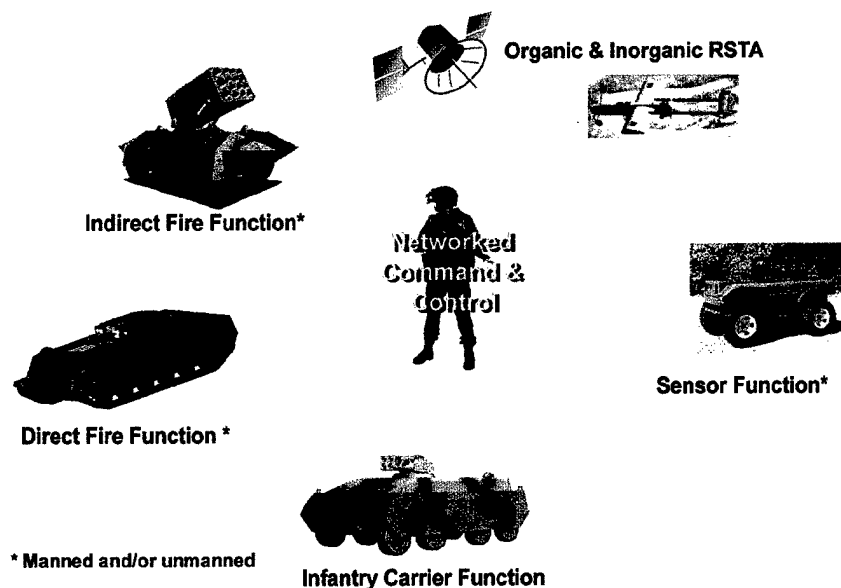 Organic & Inorganic RSTA
Indirect Fire Function*
Networked
Command &
Control
Sensor Function*
Direct Fire Function *
* Manned and/or unmanned
Infantry Carrier Function